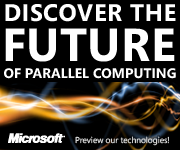 DISCOVER THE
FUTURE
OF PARALLEL COMPUTING
Microsoft® Preview our technologies!